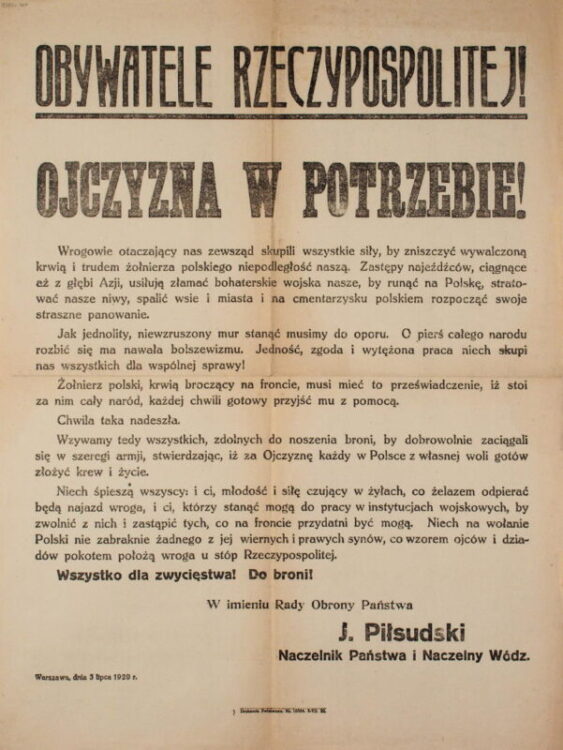 OBYWATELE RZECZYPOSPOLITEJ!
OJCZYZNA W POTRZEBIE!
Wrogowie otaczający nas zewsząd skupili wszystkie siły, by zniszczyć wywalczoną
krwią i trudem żołnierza polskiego niepodległość naszą. Zastępy najeźdźców, ciągnące
aż z głębi Azji, usiłują złamać bohaterskie wojska nasze, by runąć na Polskę, strato-
wać nasze niwy, spalić wsie i miasta i na cmentarzysku polskiem rozpocząć swoje
straszne panowanie.
Jak jednolity, niewzruszony mur stanąć musimy do oporu. O pierś całego narodu
rozbić się ma nawała bolszewizmu. Jedność, zgoda i wytężona praca niech skupi
nas wszystkich dla wspólnej sprawy!
Żołnierz polski, krwią broczący na froncie, musi mieć to przeświadczenie, iż stoi
za nim cały naród, każdej chwili gotowy przyjść mu z pomocą.
Chwila taka nadeszła.
Wzywamy tedy wszystkich, zdolnych do noszenia broni, by dobrowolnie zaciągali
się w szeregi armji, stwierdzając, iż za Ojczyznę każdy w Polsce z własnej woli gotów
złożyć krew i życie.
Niech śpieszą wszyscy: i ci, młodość i siłę czujący w żyłach, co żelazem odpierać
będą najazd wroga, i ci, którzy stanąć mogą do pracy w instytucjach wojskowych, by
zwolnić z nich i zastąpić tych, co na froncie przydatni być mogą. Niech na wołanie
Polski nie zabraknie żadnego z jej wiernych i prawych synów, co wzorem ojców i dzia-
dów pokotem położą wroga u stóp Rzeczypospolitej.
Wszystko dla zwycięstwa! Do broni!
W imieniu Rady Obrony Państwa
J. Piłsudski
Naczelnik Państwa i Naczelny Wódz.
Warszawa, dnia 3 lipca 1920 r.